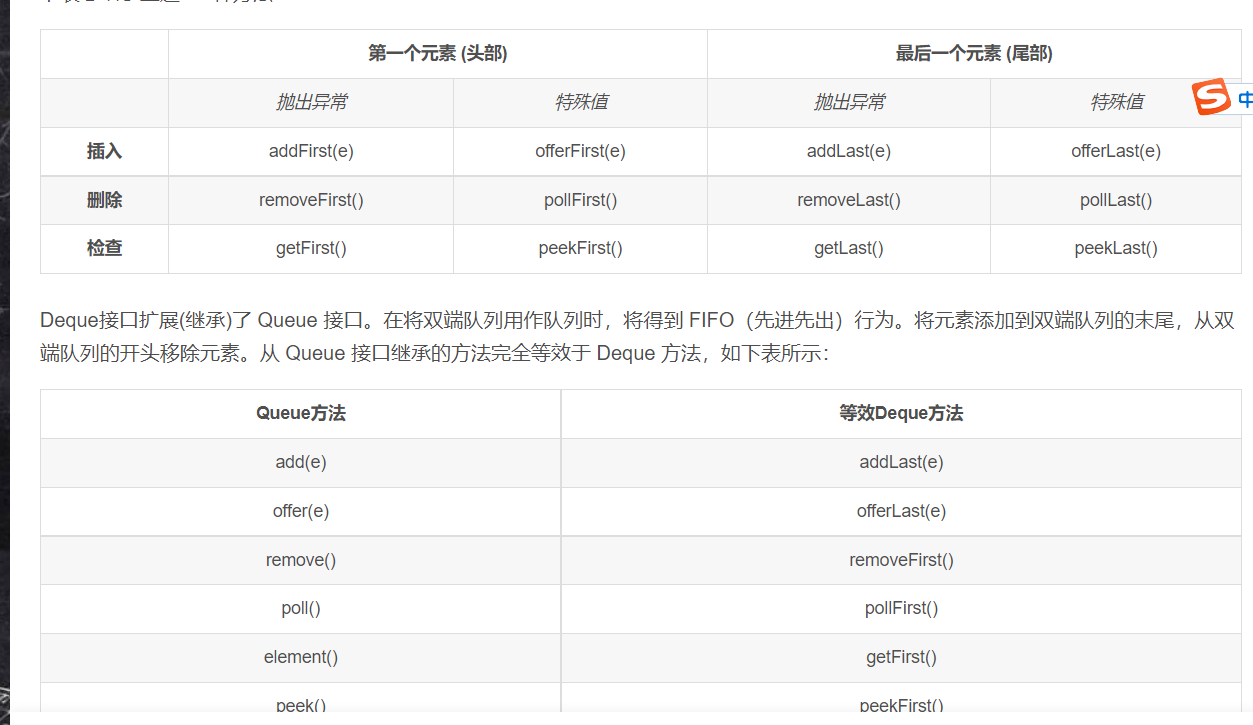 第一个元素 (头部) 最后一个元素 (尾部)
抛出异常 特殊值 抛出异常 特殊值
插入 addFirst(e) offerFirst(e) addLast(e) offerLast(e)
删除 removeFirst() pollFirst() removeLast() pollLast()
检查 getFirst() peekFirst() getLast() peekLast()
Deque接口扩展(继承)了 Queue 接口。在将双端队列用作队列时，将得到 FIFO（先进先出）行为。将元素添加到双端队列的末尾，从双
端队列的开头移除元素。从 Queue 接口继承的方法完全等效于 Deque 方法，如下表所示：
Queue方法 等效Deque方法
add(e) addLast(e)
offer(e) offerLast(e)
remove() removeFirst()
poll() pollFirst()
element() getFirst()
peek() peekFirst()
S 中